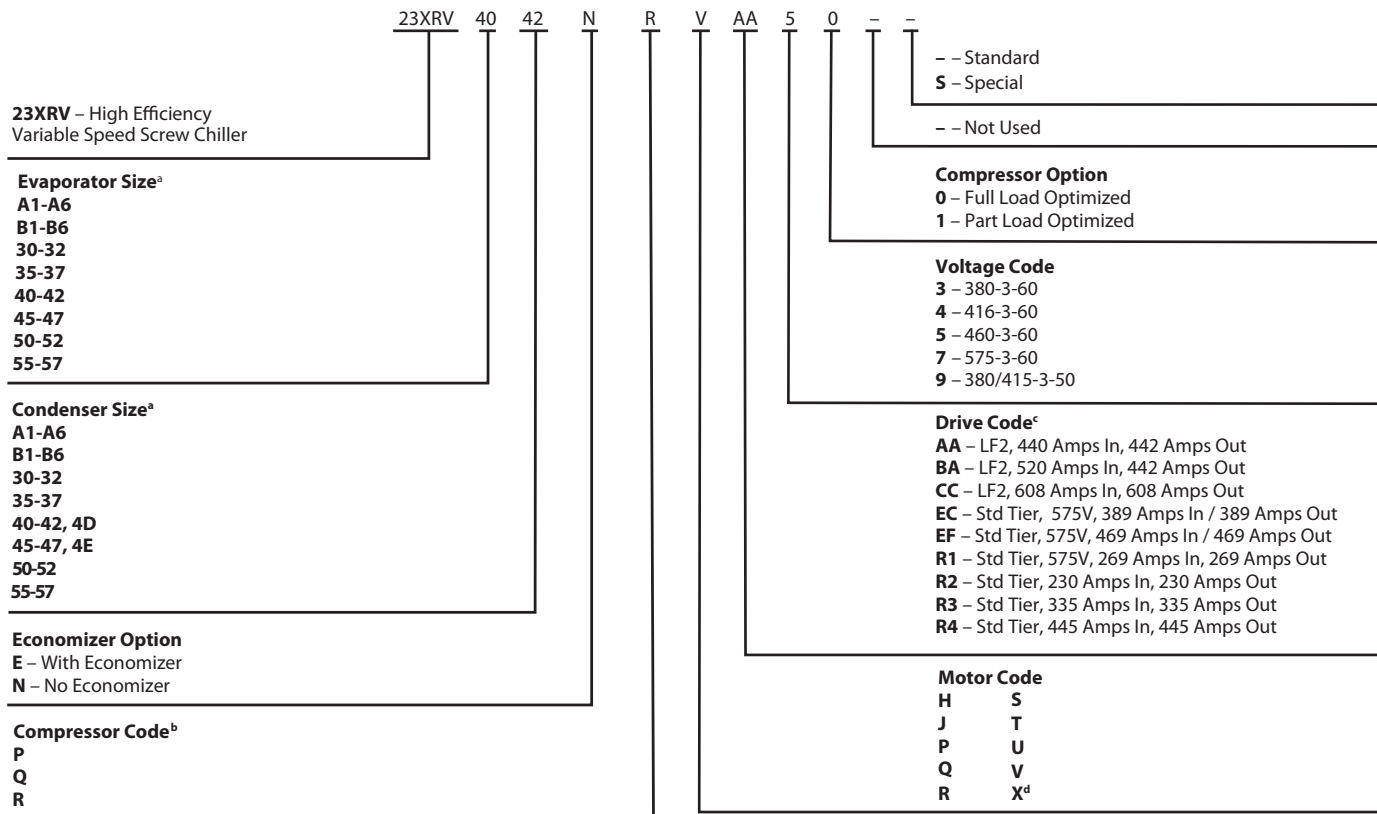 23XRV 40 42 N R V AA 5 0 – –
23XRV – High Efficiency
Variable Speed Screw Chiller
Evaporator Sizeᵃ
A1-A6
B1-B6
30-32
35-37
40-42
45-47
50-52
55-57
Condenser Sizeᵃ
A1-A6
B1-B6
30-32
35-37
40-42, 4D
45-47, 4E
50-52
55-57
Economizer Option
E – With Economizer
N – No Economizer
Compressor Codeᵇ
P
Q
R
– – Standard
S – Special
– – Not Used
Compressor Option
0 – Full Load Optimized
1 – Part Load Optimized
Voltage Code
3 – 380-3-60
4 – 416-3-60
5 – 460-3-60
7 – 575-3-60
9 – 380/415-3-50
Drive Codeᶜ
AA – LF2, 440 Amps In, 442 Amps Out
BA – LF2, 520 Amps In, 442 Amps Out
CC – LF2, 608 Amps In, 608 Amps Out
EC – Std Tier, 575V, 389 Amps In / 389 Amps Out
EF – Std Tier, 575V, 469 Amps In / 469 Amps Out
R1 – Std Tier, 575V, 269 Amps In, 269 Amps Out
R2 – Std Tier, 230 Amps In, 230 Amps Out
R3 – Std Tier, 335 Amps In, 335 Amps Out
R4 – Std Tier, 445 Amps In, 445 Amps Out
Motor Code
H S
J T
P U
Q V
R Xᵈ